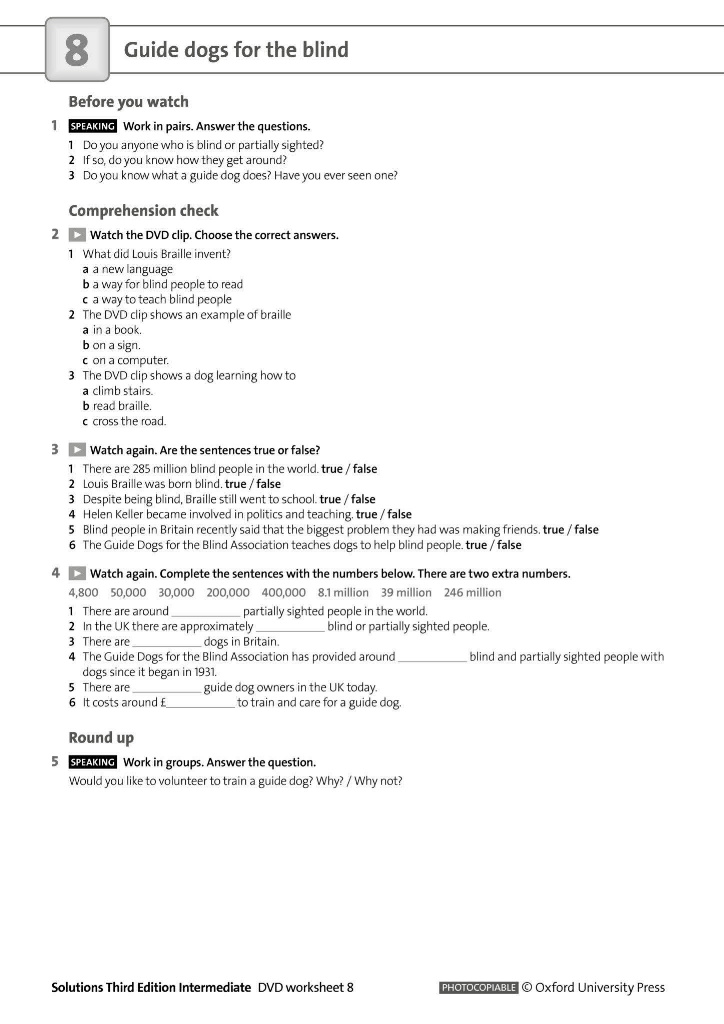 8
Guide dogs for the blind
Before you watch
1 SPEAKING Work in pairs. Answer the questions.
1 Do you anyone who is blind or partially sighted?
2 If so, do you know how they get around?
3 Do you know what a guide dog does? Have you ever seen one?
Comprehension check
2 Watch the DVD clip. Choose the correct answers.
1 What did Louis Braille invent?
a a new language
b a way for blind people to read
c a way to teach blind people
2 The DVD clip shows an example of braille
a in a book.
b on a sign.
c on a computer.
3 The DVD clip shows a dog learning how to
a climb stairs.
b read braille.
c cross the road.
3 Watch again. Are the sentences true or false?
1 There are 285 million blind people in the world. true / false
2 Louis Braille was born blind. true / false
3 Despite being blind, Braille still went to school. true / false
4 Helen Keller became involved in politics and teaching. true / false
5 Blind people in Britain recently said that the biggest problem they had was making friends. true / false
6 The Guide Dogs for the Blind Association teaches dogs to help blind people. true / false
4 Watch again. Complete the sentences with the numbers below. There are two extra numbers.
4,800 50,000 30,000 200,000 400,000 8.1 million 39 million 246 million
1 There are around __________ partially sighted people in the world.
2 In the UK there are approximately __________ blind or partially sighted people.
3 There are __________ dogs in Britain.
4 The Guide Dogs for the Blind Association has provided around __________ blind and partially sighted people with
dogs since it began in 1931.
5 There are __________ guide dog owners in the UK today.
6 It costs around £__________ to train and care for a guide dog.
Round up
5 SPEAKING Work in groups. Answer the question.
Would you like to volunteer to train a guide dog? Why? / Why not?
Solutions Third Edition Intermediate DVD worksheet 8
PHOTOCOPIABLE © Oxford University Press